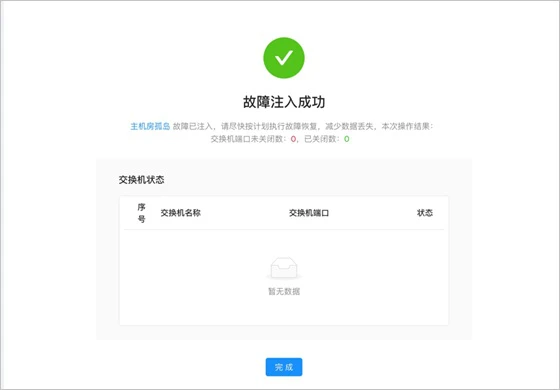 故障注入成功
主机房孤岛 故障已注入，请尽快按计划执行故障恢复，减少数据丢失，本次操作结果：
交换机端口未关闭数：0，已关闭数：0
交换机状态
序号 交换机名称 交换机端口 状态
暂无数据
完 成